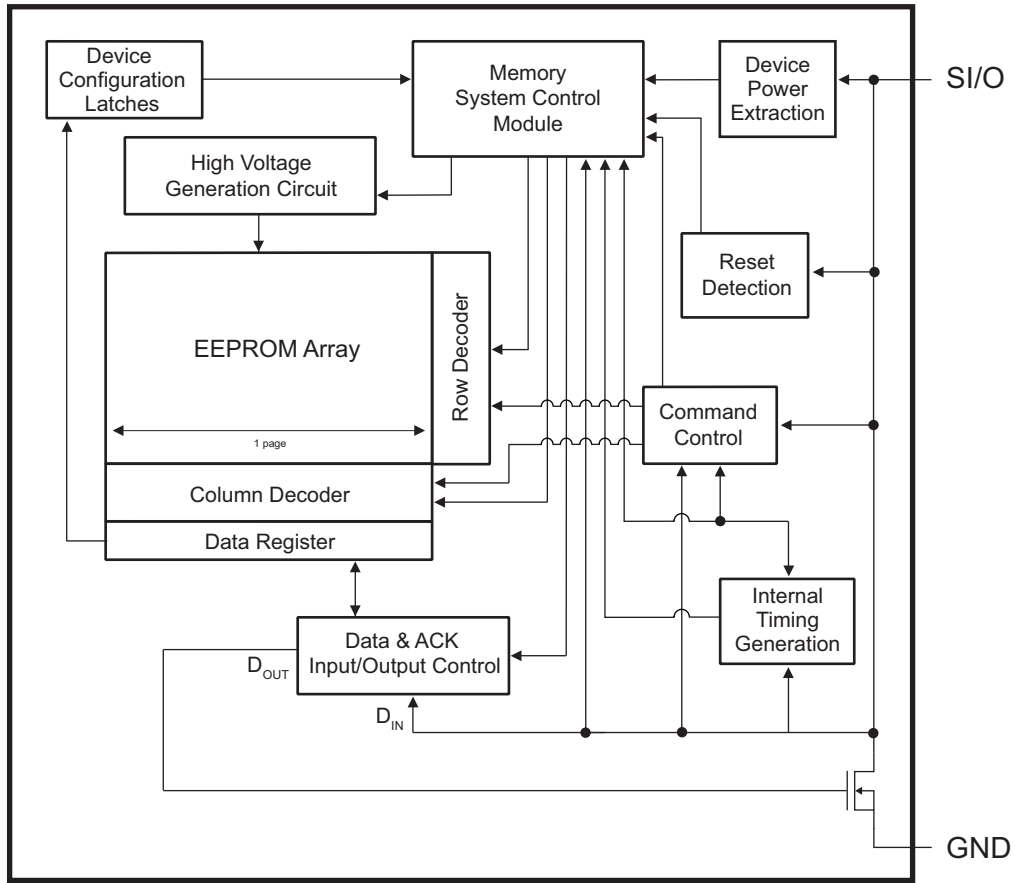 Device
Configuration
Latches
Memory
System Control
Module
Device
Power
Extraction
SI/O
High Voltage
Generation Circuit
Reset
Detection
EEPROM Array
Row Decoder
1 page
Command
Control
Column Decoder
Data Register
Internal
Timing
Generation
Data & ACK
Input/Output Control
DOUT
DIN
GND